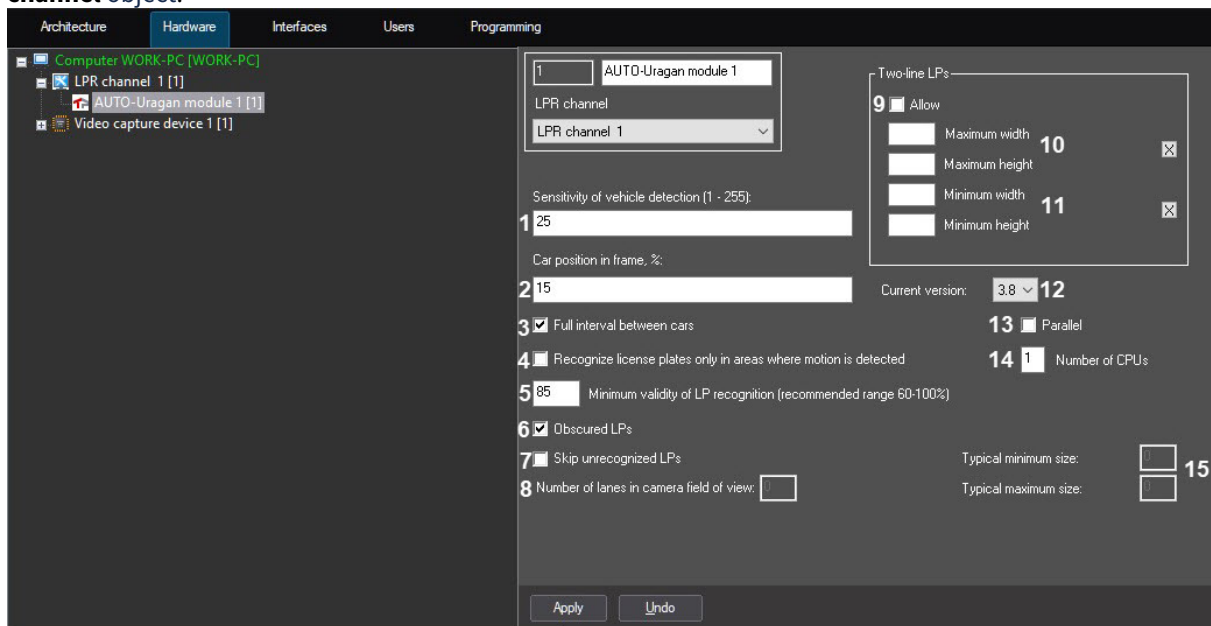 channel object.
Architecture Hardware Interfaces Users Programming
Computer WORK-PC [WORK-PC]
LPR channel 1 [1]
AUTO-Uragan module 1 [1]
Video capture device 1 [1]
1 AUTO-Uragan module 1
LPR channel
LPR channel 1
Sensitivity of vehicle detection (1 - 255):
1 25
Car position in frame, %:
2 15
3 Full interval between cars
4 Recognize license plates only in areas where motion is detected
5 85 Minimum validity of LP recognition (recommended range 60-100%)
6 Obscured LPs
7 Skip unrecognized LPs
8 Number of lanes in camera field of view: 0
Two-line LPs
9 Allow
Maximum width
10 X
Maximum height
Minimum width
11 X
Minimum height
Current version: 3.8 12
13 Parallel
14 1 Number of CPUs
Typical minimum size: 0
15
Typical maximum size: 0
Apply Undo